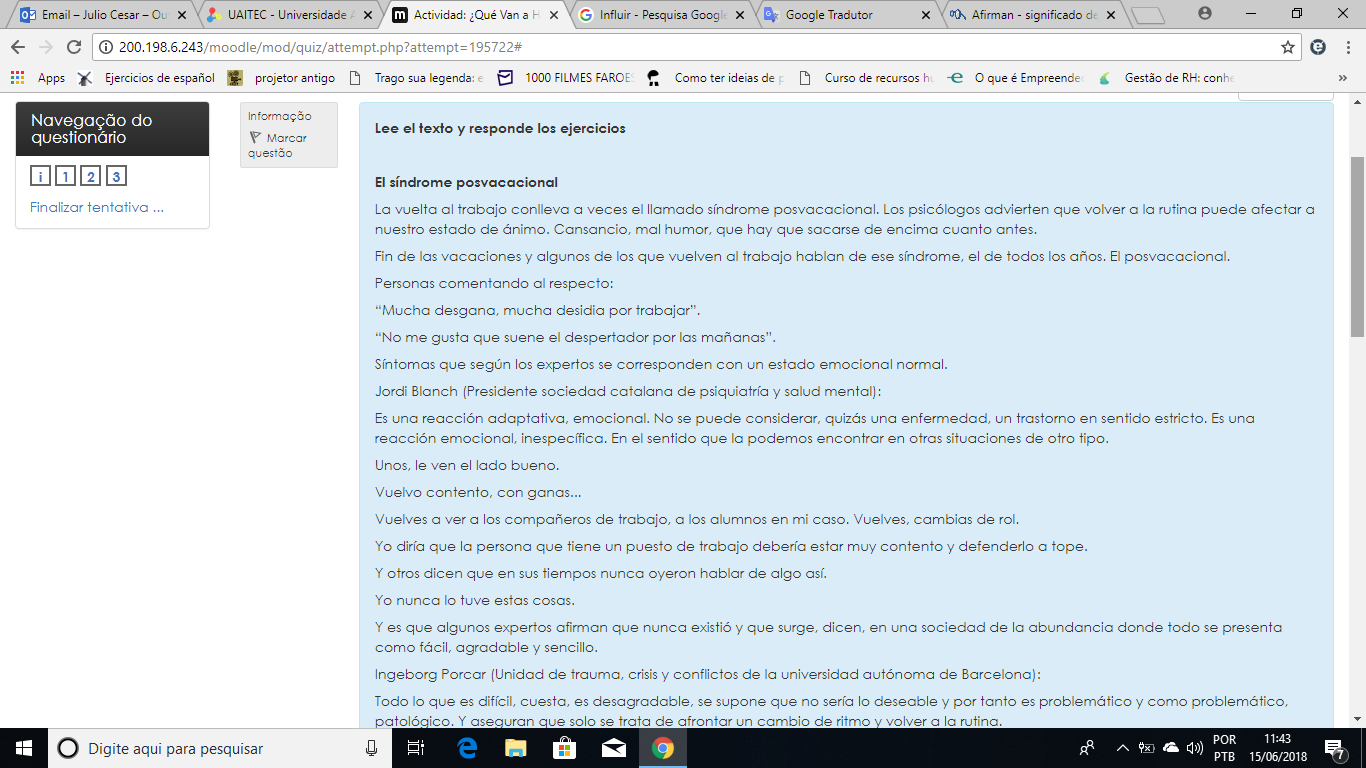 Email – Julio Cesar – Ou
UAITEC - Universidade A
Actividad: ¿Qué Van a H
Influir - Pesquisa Google
Google Tradutor
Afirman - significado de
200.198.6.243/moodle/mod/quiz/attempt.php?attempt=195722#
Apps
Ejercicios de español
projetor antigo
Trago sua legenda: e
1000 FILMES FAROES
Como ter ideias de p
Curso de recursos hu
O que é Empreended
Gestão de RH: conhe
»
Navegação do
questionário
i 1 2 3
Finalizar tentativa ...
Informação
Marcar
questão
Lee el texto y responde los ejercicios
El síndrome posvacacional
La vuelta al trabajo conlleva a veces el llamado síndrome posvacacional. Los psicólogos advierten que volver a la rutina puede afectar a
nuestro estado de ánimo. Cansancio, mal humor, que hay que sacarse de encima cuanto antes.
Fin de las vacaciones y algunos de los que vuelven al trabajo hablan de ese síndrome, el de todos los años. El posvacacional.
Personas comentando al respecto:
“Mucha desgana, mucha desidia por trabajar”.
“No me gusta que suene el despertador por las mañanas”.
Síntomas que según los expertos se corresponden con un estado emocional normal.
Jordi Blanch (Presidente sociedad catalana de psiquiatría y salud mental):
Es una reacción adaptativa, emocional. No se puede considerar, quizás una enfermedad, un trastorno en sentido estricto. Es una
reacción emocional, inespecífica. En el sentido que la podemos encontrar en otras situaciones de otro tipo.
Unos, le ven el lado bueno.
Vuelvo contento, con ganas...
Vuelves a ver a los compañeros de trabajo, a los alumnos en mi caso. Vuelves, cambias de rol.
Yo diría que la persona que tiene un puesto de trabajo debería estar muy contento y defenderlo a tope.
Y otros dicen que en sus tiempos nunca oyeron hablar de algo así.
Yo nunca lo tuve estas cosas.
Y es que algunos expertos afirman que nunca existió y que surge, dicen, en una sociedad de la abundancia donde todo se presenta
como fácil, agradable y sencillo.
Ingeborg Porcar (Unidad de trauma, crisis y conflictos de la universidad autónoma de Barcelona):
Todo lo que es difícil, cuesta, es desagradable, se supone que no sería lo deseable y por tanto es problemático y como problemático,
patológico. Y aseguran que solo se trata de afrontar un cambio de ritmo y volver a la rutina.
Digite aqui para pesquisar
POR
PTB
11:43
15/06/2018
7